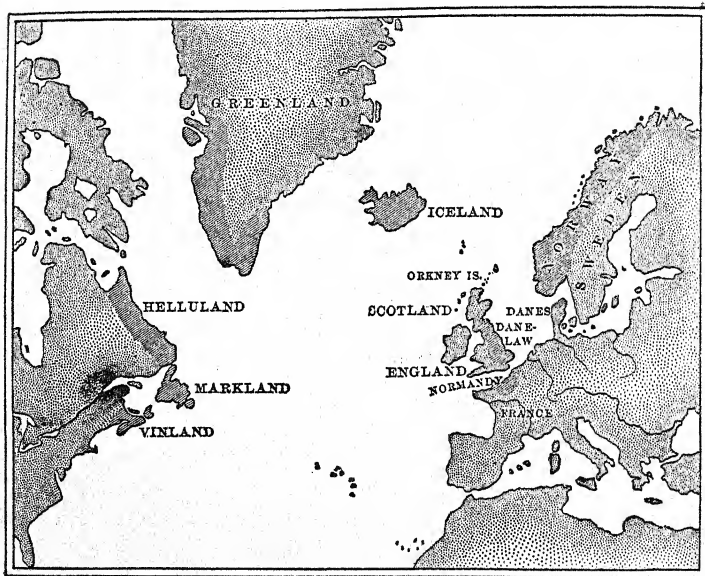 GREENLAND
NORWAY
SWEDEN
ICELAND
ORKNEY IS.
HELLULAND
SCOTLAND
DANES
DANE-
LAW
ENGLAND
MARKLAND
NORMANDY
FRANCE
VINLAND